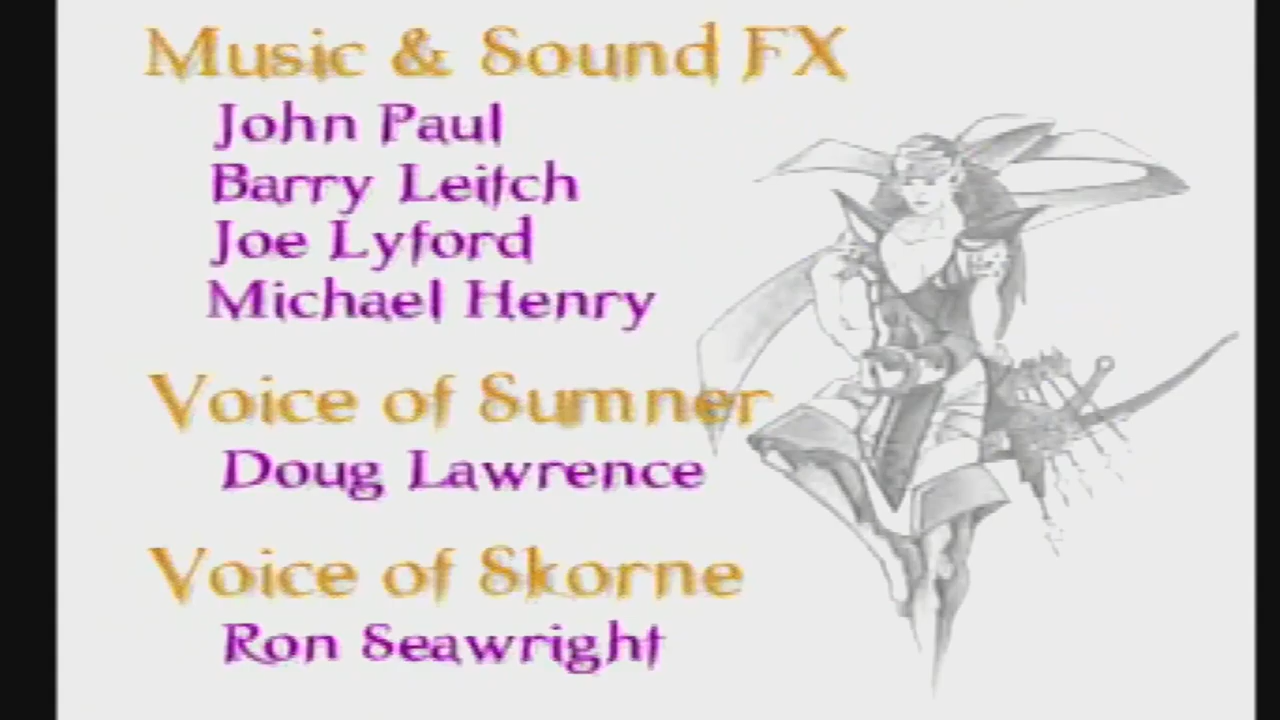 Music & Sound FX
John Paul
Barry Leitch
Joe Lyford
Michael Henry
Voice of Sumner
Doug Lawrence
Voice of Skorne
Ron Seawright